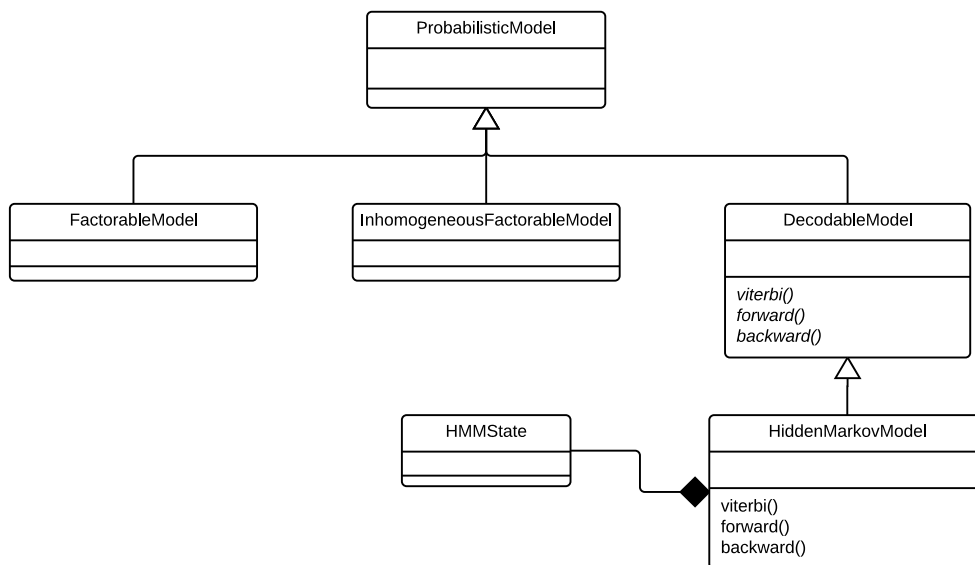 ProbabilisticModel
FactorableModel
InhomogeneousFactorableModel
DecodableModel
viterbi()
forward()
backward()
HMMState
HiddenMarkovModel
viterbi()
forward()
backward()